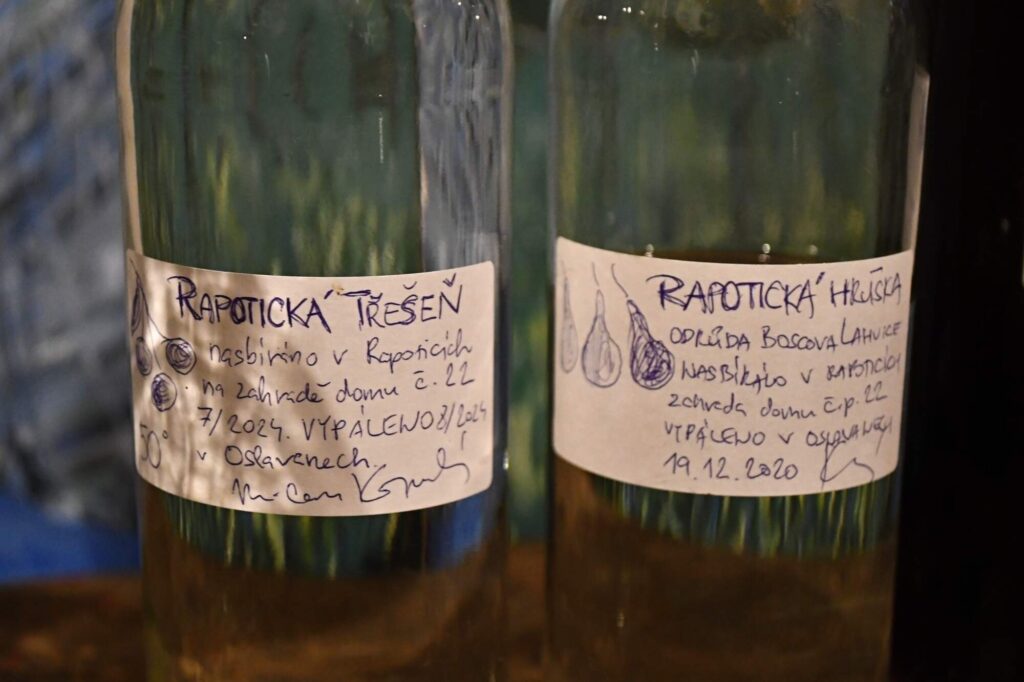 RAPOTICKÁ TŘEŠEŇ
nasbíráno v Rapoticích
na zahradě domu č. 22
7/2024. VYPÁLENO 8/2024
v Oslavanech.
50°
RAPOTICKÁ HRUŠKA
ODRŮDA BOSCOVA LAHVICE
NASBÍRÁNO V RAPOTICÍCH
zahrada domu č.p. 22
VYPÁLENO V OSLAVANECH
19.12.2020